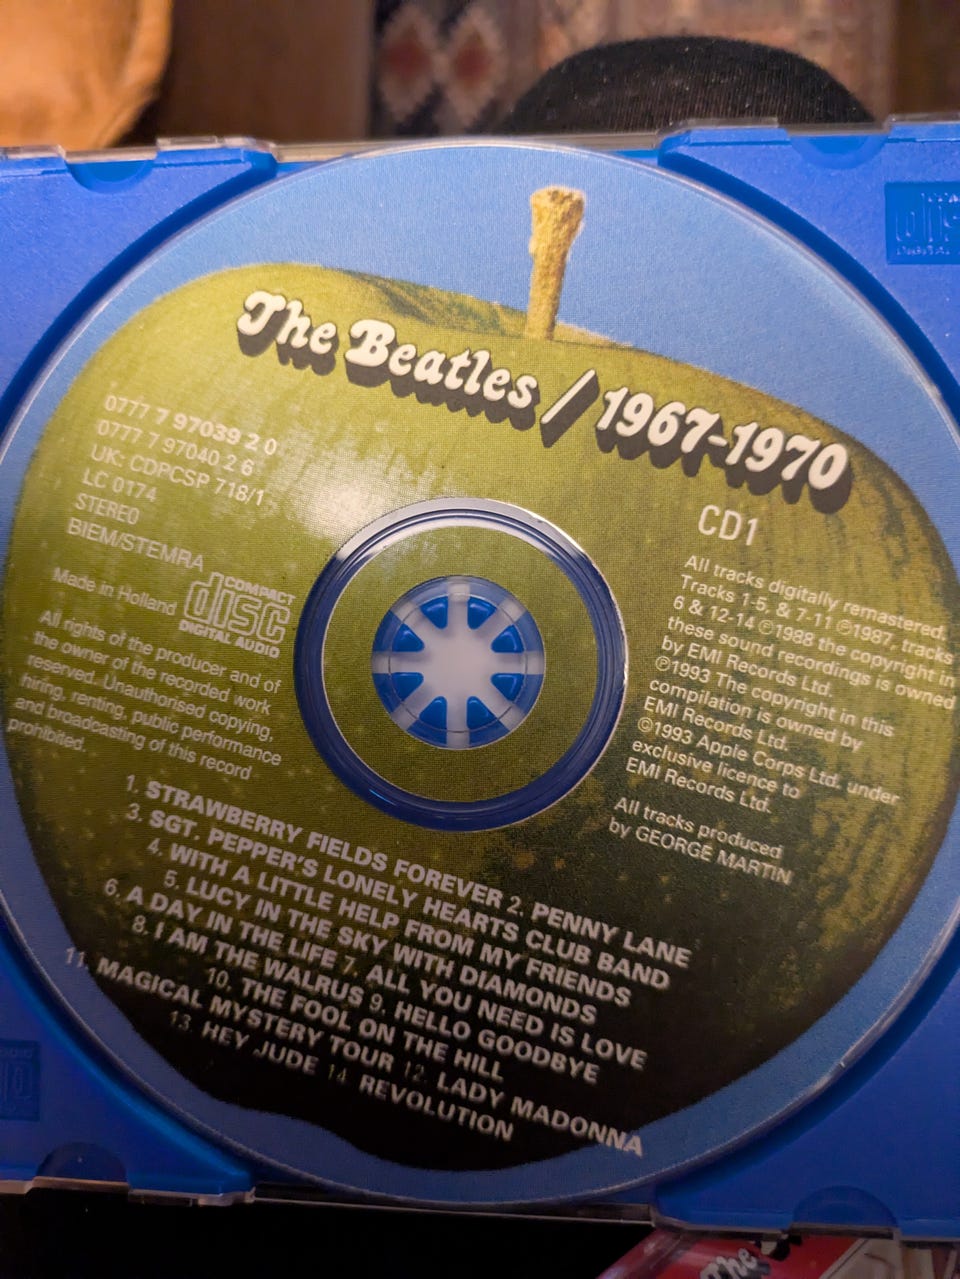 The Beatles / 1967-1970
0777 7 97039 2 0
0777 7 97040 2 6
UK: CDPCSP 718/1
LC 0174
STEREO
BIEM/STEMRA
Made in Holland
COMPACT
disc
DIGITAL AUDIO
All rights of the producer and of
the owner of the recorded work
reserved. Unauthorised copying,
hiring, renting, public performance
and broadcasting of this record
prohibited.
CD1
All tracks digitally remastered.
Tracks 1-5, & 7-11 ℗1987, tracks
6 & 12-14 ℗1988 the copyright in
these sound recordings is owned
by EMI Records Ltd.
℗1993 The copyright in this
compilation is owned by
EMI Records Ltd.
©1993 Apple Corps Ltd. under
exclusive licence to
EMI Records Ltd.
All tracks produced
by GEORGE MARTIN
1. STRAWBERRY FIELDS FOREVER 2. PENNY LANE
3. SGT. PEPPER'S LONELY HEARTS CLUB BAND
4. WITH A LITTLE HELP FROM MY FRIENDS
5. LUCY IN THE SKY WITH DIAMONDS
6. A DAY IN THE LIFE 7. ALL YOU NEED IS LOVE
8. I AM THE WALRUS 9. HELLO GOODBYE
10. THE FOOL ON THE HILL
11. MAGICAL MYSTERY TOUR 12. LADY MADONNA
13. HEY JUDE 14. REVOLUTION
The